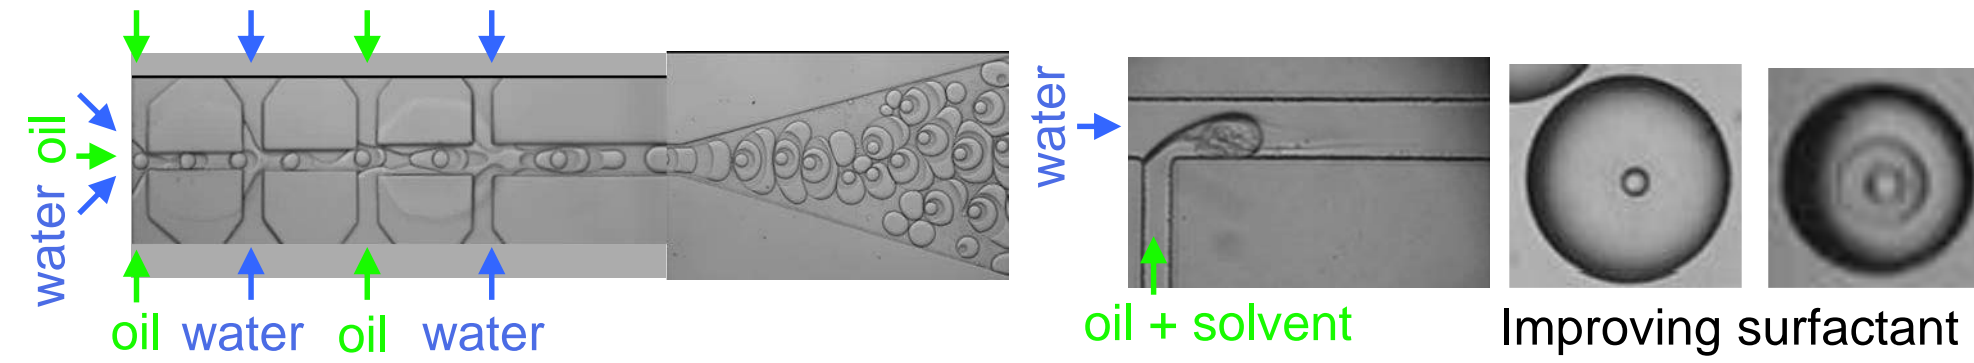 water
oil
oil
water
oil
water
water
oil + solvent
Improving surfactant